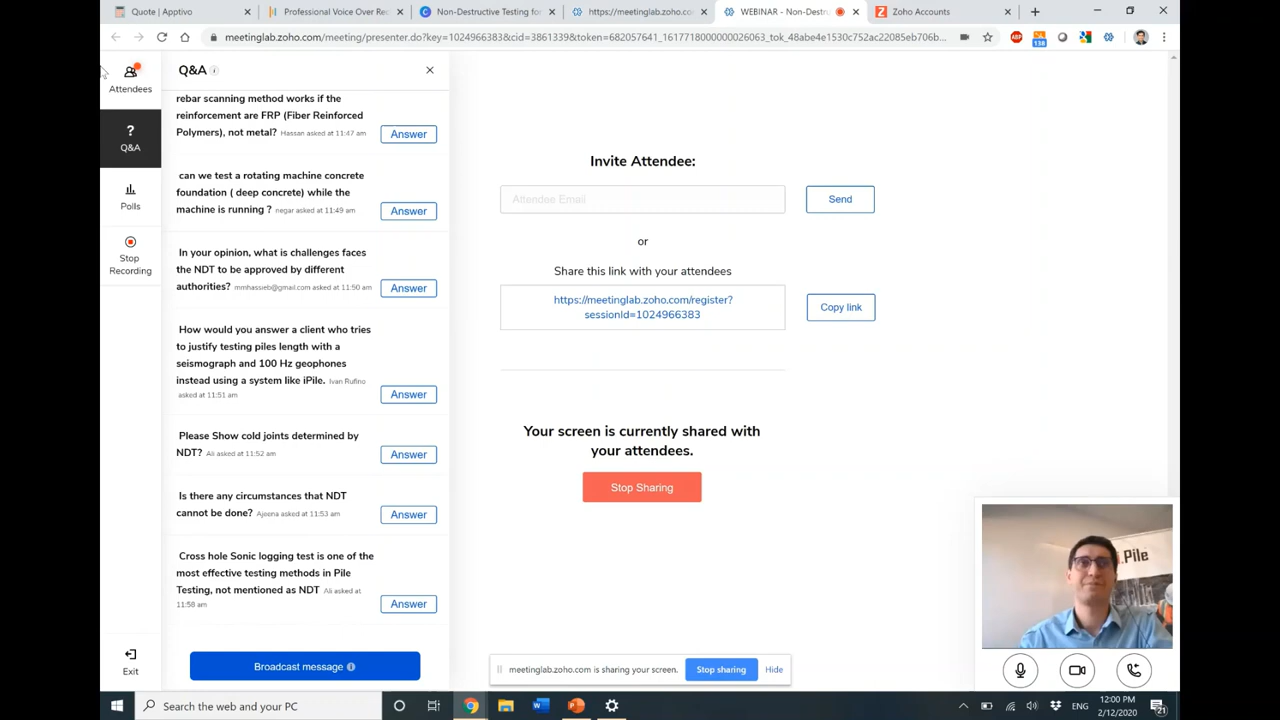 Quote | Apptivo
Professional Voice Over Rec
Non-Destructive Testing fo
https://meetinglab.zoho.co
WEBINAR - Non-Destru
Zoho Accounts
meetinglab.zoho.com/meeting/presenter.do?key=1024966383&cid=3861339&token=682057641_1617718000000026063_tok_48abe4e1530c752ac22085eb706b...
138
Attendees
Q&A
Polls
Stop
Recording
Exit
Q&A
rebar scanning method works if the
reinforcement are FRP (Fiber Reinforced
Polymers), not metal? Hassan asked at 11:47 am
Answer
can we test a rotating machine concrete
foundation ( deep concrete) while the
machine is running ? negar asked at 11:49 am
Answer
In your opinion, what is challenges faces
the NDT to be approved by different
authorities? mmhassieb@gmail.com asked at 11:50 am
Answer
How would you answer a client who tries
to justify testing piles length with a
seismograph and 100 Hz geophones
instead using a system like iPile. Ivan Rufino
asked at 11:51 am
Answer
Please Show cold joints determined by
NDT? Ali asked at 11:52 am
Answer
Is there any circumstances that NDT
cannot be done? Ajeena asked at 11:53 am
Answer
Cross hole Sonic logging test is one of the
most effective testing methods in Pile
Testing, not mentioned as NDT Ali asked at
11:58 am
Answer
Broadcast message
Invite Attendee:
Attendee Email
Send
or
Share this link with your attendees
https://meetinglab.zoho.com/register?
sessionId=1024966383
Copy link
Your screen is currently shared with
your attendees.
Stop Sharing
.Pile
meetinglab.zoho.com is sharing your screen.
Stop sharing
Hide
Search the web and your PC
ENG
12:00 PM
2/12/2020
21